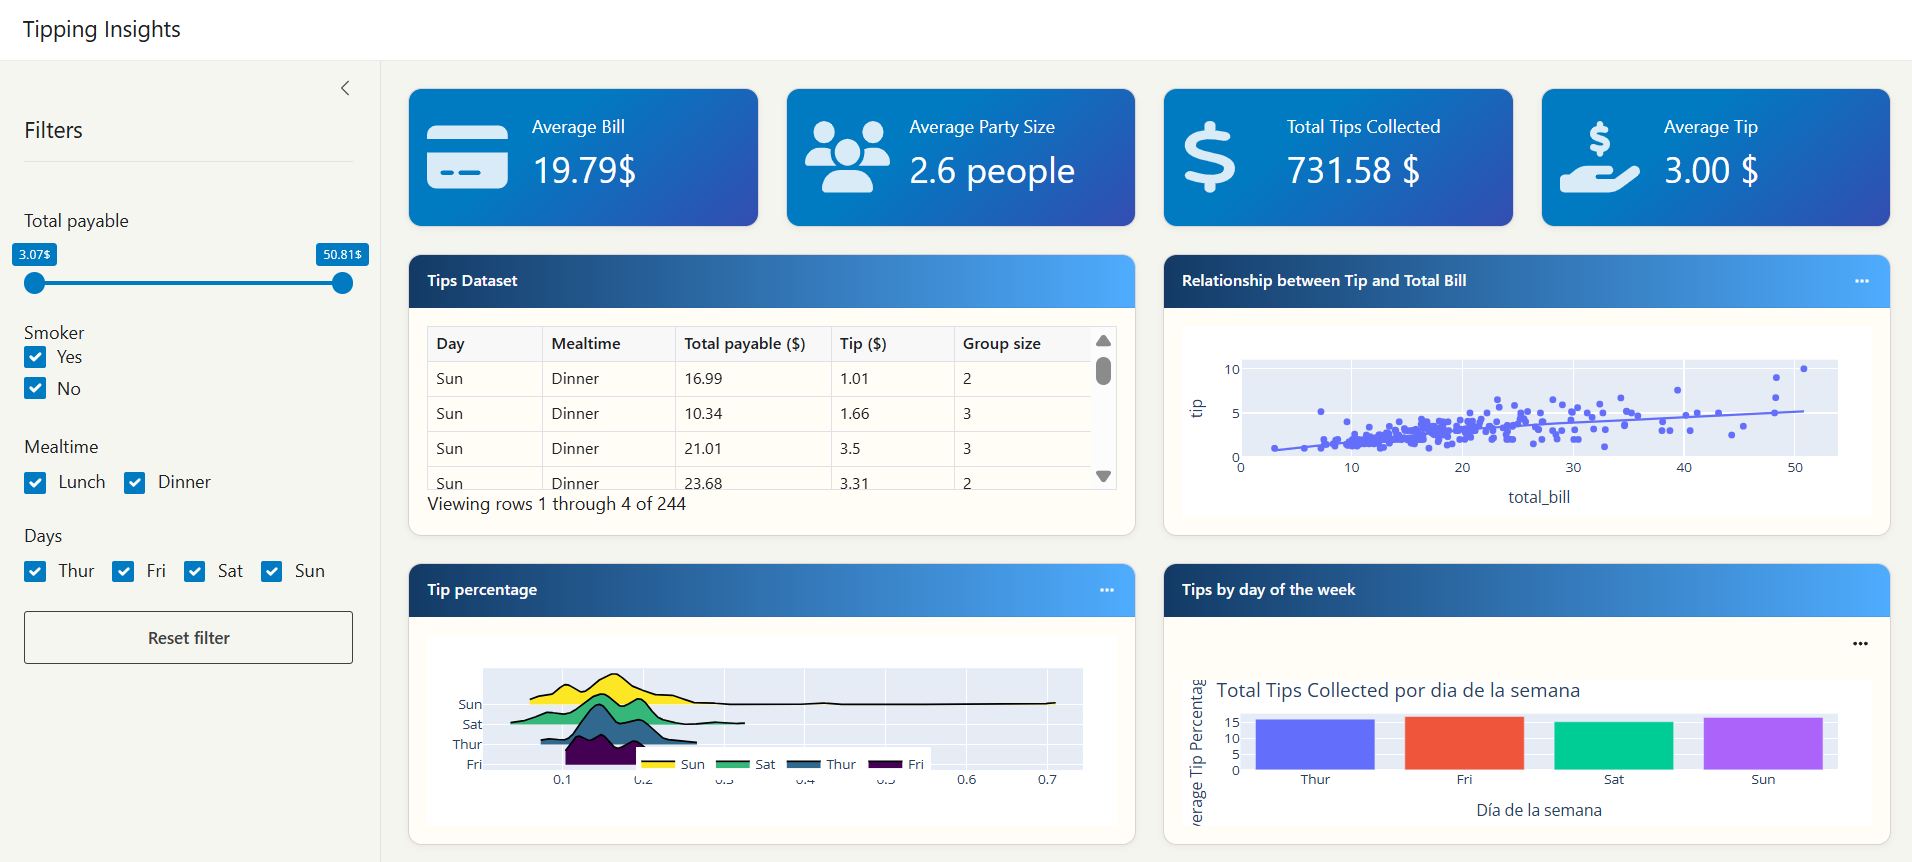 Tipping Insights
Filters
Total payable
3.07$ 50.81$
Smoker
Yes
No
Mealtime
Lunch Dinner
Days
Thur Fri Sat Sun
Reset filter
Average Bill
19.79$
Average Party Size
2.6 people
Total Tips Collected
731.58 $
Average Tip
3.00 $
Tips Dataset
Day Mealtime Total payable ($) Tip ($) Group size
Sun Dinner 16.99 1.01 2
Sun Dinner 10.34 1.66 3
Sun Dinner 21.01 3.5 3
Sun Dinner 23.68 3.31 2
Viewing rows 1 through 4 of 244
Relationship between Tip and Total Bill
10
5
0
tip
0 10 20 30 40 50
total_bill
Tip percentage
Sun
Sat
Thur
Fri
Sun Sat Thur Fri
0.1 0.2 0.3 0.4 0.5 0.6 0.7
Tips by day of the week
Total Tips Collected por dia de la semana
verage Tip Percentag
15
10
5
0
Thur Fri Sat Sun
Día de la semana